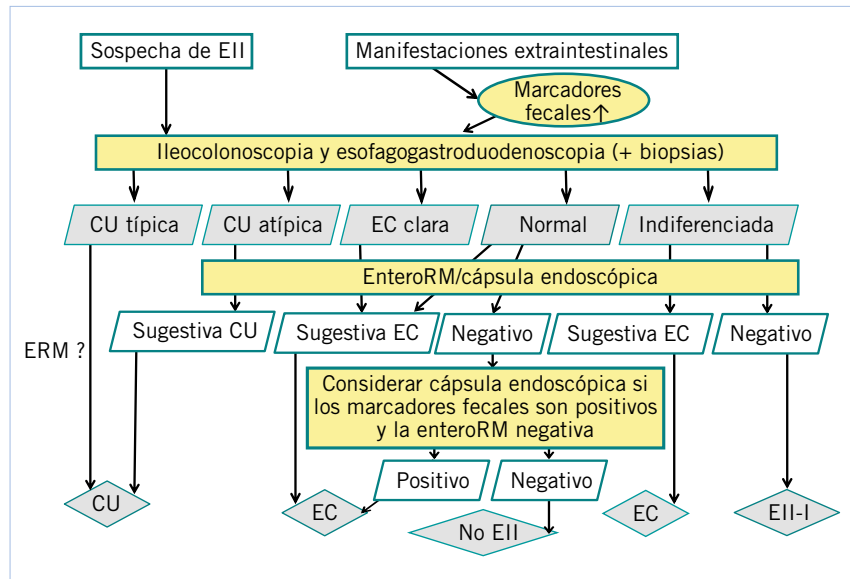 Sospecha de EII
Manifestaciones extraintestinales
Marcadores
fecales↑
Ileocolonoscopia y esofagogastroduodenoscopia (+ biopsias)
CU típica
CU atípica
EC clara
Normal
Indiferenciada
EnteroRM/cápsula endoscópica
Sugestiva CU
Sugestiva EC
Negativo
Sugestiva EC
Negativo
ERM ?
Considerar cápsula endoscópica si
los marcadores fecales son positivos
y la enteroRM negativa
Positivo
Negativo
CU
EC
No EII
EC
EII-I